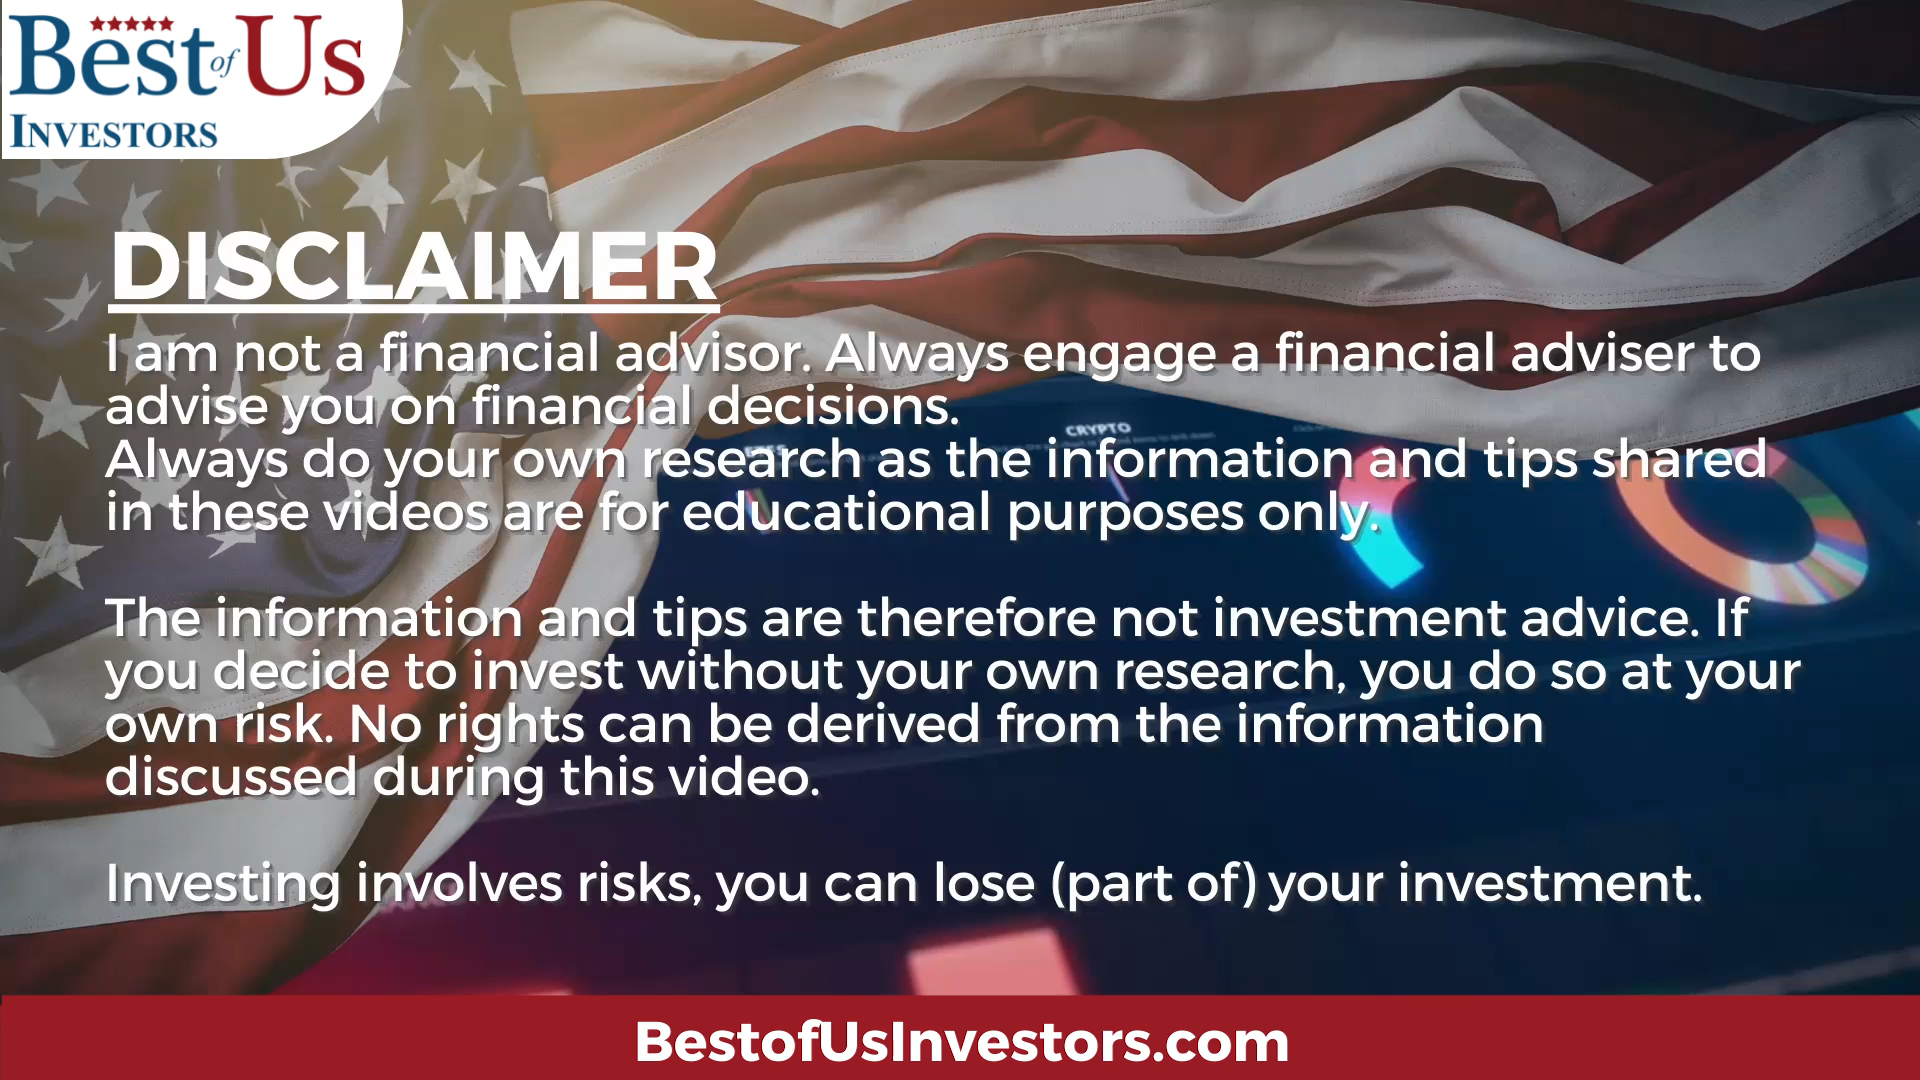 Best of Us
INVESTORS
DISCLAIMER
I am not a financial advisor. Always engage a financial adviser to
advise you on financial decisions.
CRYPTO
Always do your own research as the information and tips shared
in these videos are for educational purposes only.
The information and tips are therefore not investment advice. If
you decide to invest without your own research, you do so at your
own risk. No rights can be derived from the information
discussed during this video.
Investing involves risks, you can lose (part of) your investment.
BestofUsInvestors.com